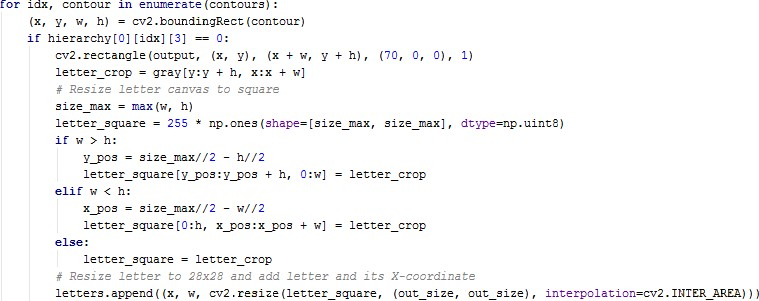 for idx, contour in enumerate(contours):
    (x, y, w, h) = cv2.boundingRect(contour)
    if hierarchy[0][idx][3] == 0:
        cv2.rectangle(output, (x, y), (x + w, y + h), (70, 0, 0), 1)
        letter_crop = gray[y:y + h, x:x + w]
        # Resize letter canvas to square
        size_max = max(w, h)
        letter_square = 255 * np.ones(shape=[size_max, size_max], dtype=np.uint8)
        if w > h:
            y_pos = size_max//2 - h//2
            letter_square[y_pos:y_pos + h, 0:w] = letter_crop
        elif w < h:
            x_pos = size_max//2 - w//2
            letter_square[0:h, x_pos:x_pos + w] = letter_crop
        else:
            letter_square = letter_crop
        # Resize letter to 28x28 and add letter and its X-coordinate
        letters.append((x, w, cv2.resize(letter_square, (out_size, out_size), interpolation=cv2.INTER_AREA)))